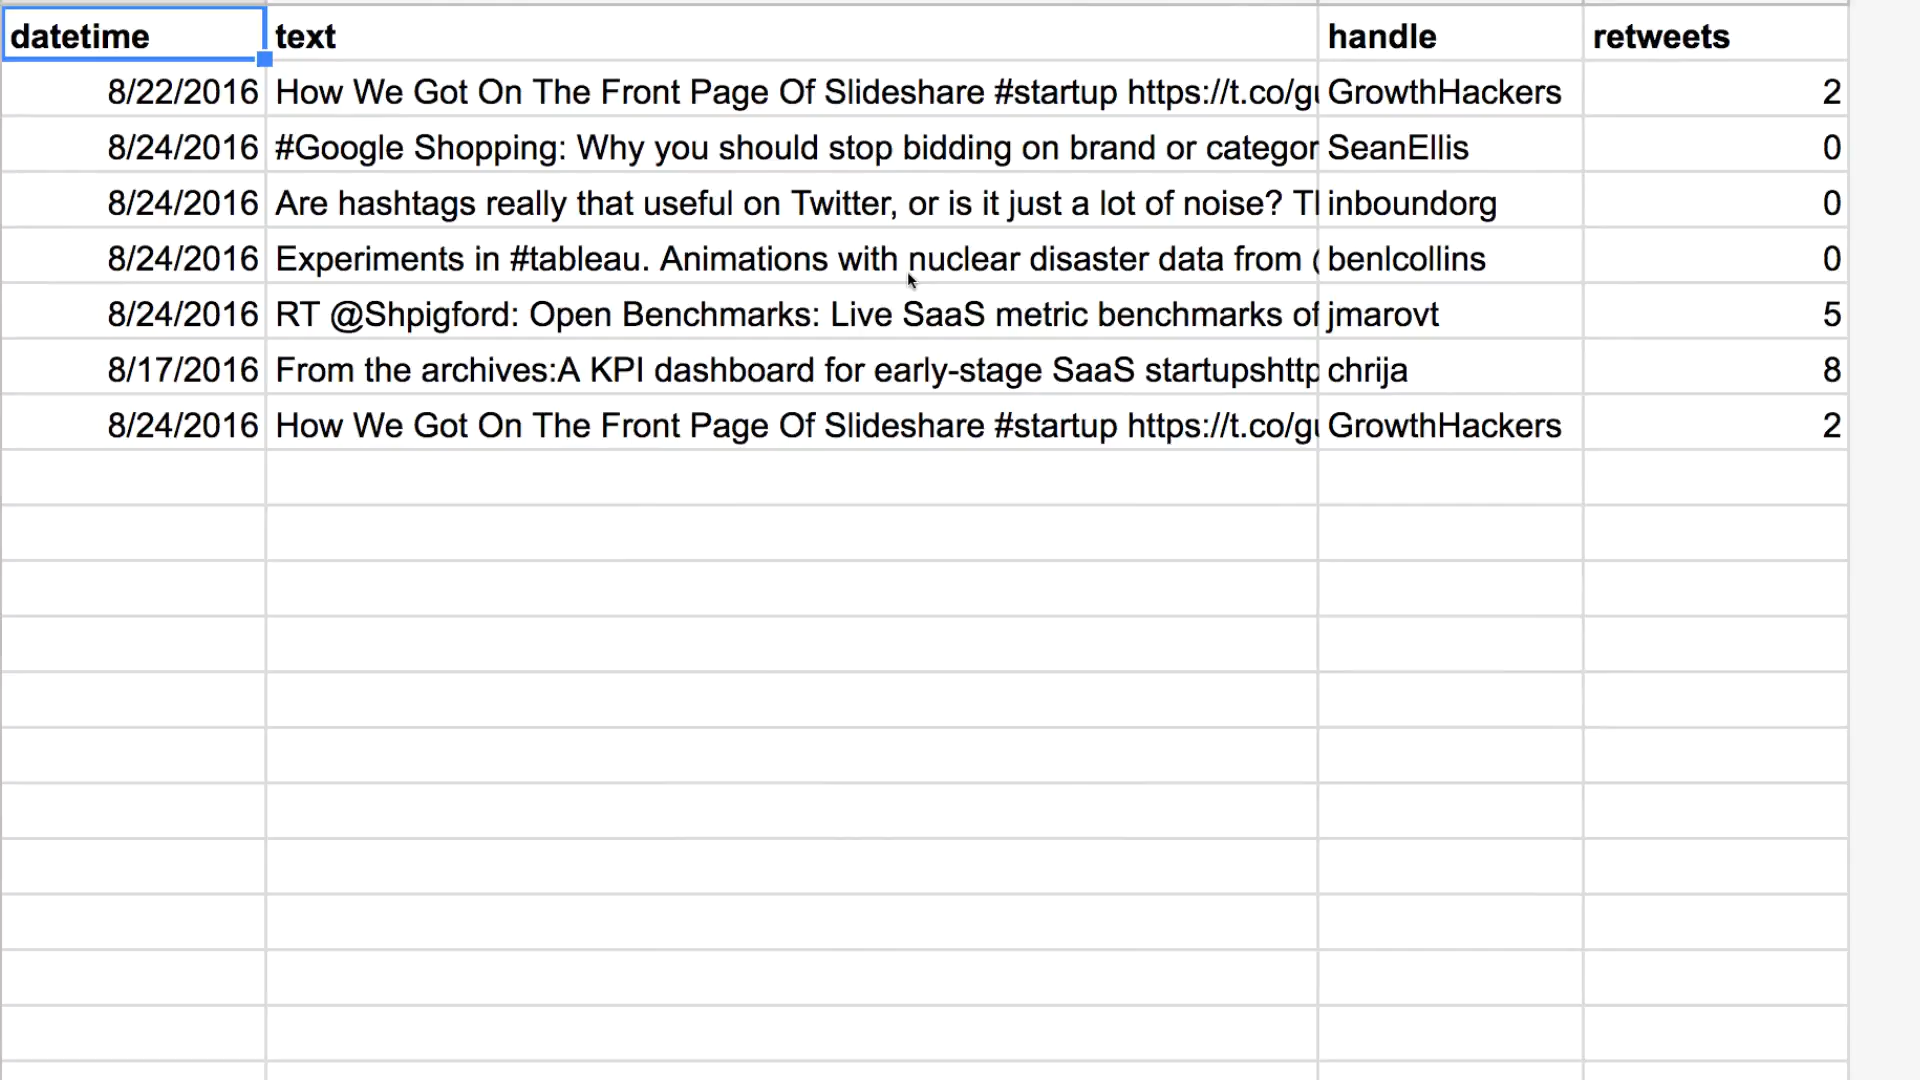 datetime text handle retweets
8/22/2016 How We Got On The Front Page Of Slideshare #startup https://t.co/gu GrowthHackers 2
8/24/2016 #Google Shopping: Why you should stop bidding on brand or categor SeanEllis 0
8/24/2016 Are hashtags really that useful on Twitter, or is it just a lot of noise? inboundorg 0
8/24/2016 Experiments in #tableau. Animations with nuclear disaster data from benlcollins 0
8/24/2016 RT @Shpigford: Open Benchmarks: Live SaaS metric benchmarks of jmarovt 5
8/17/2016 From the archives:A KPI dashboard for early-stage SaaS startupshttp chrija 8
8/24/2016 How We Got On The Front Page Of Slideshare #startup https://t.co/gu GrowthHackers 2